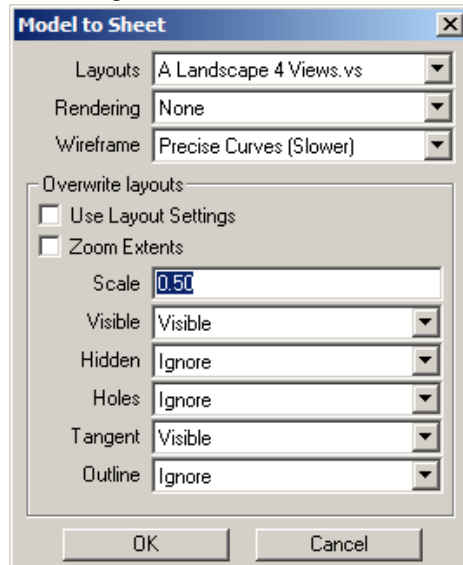 Model to Sheet
Layouts A Landscape 4 Views.vs
Rendering None
Wireframe Precise Curves (Slower)
Overwrite layouts
Use Layout Settings
Zoom Extents
Scale 0.50
Visible Visible
Hidden Ignore
Holes Ignore
Tangent Visible
Outline Ignore
OK Cancel